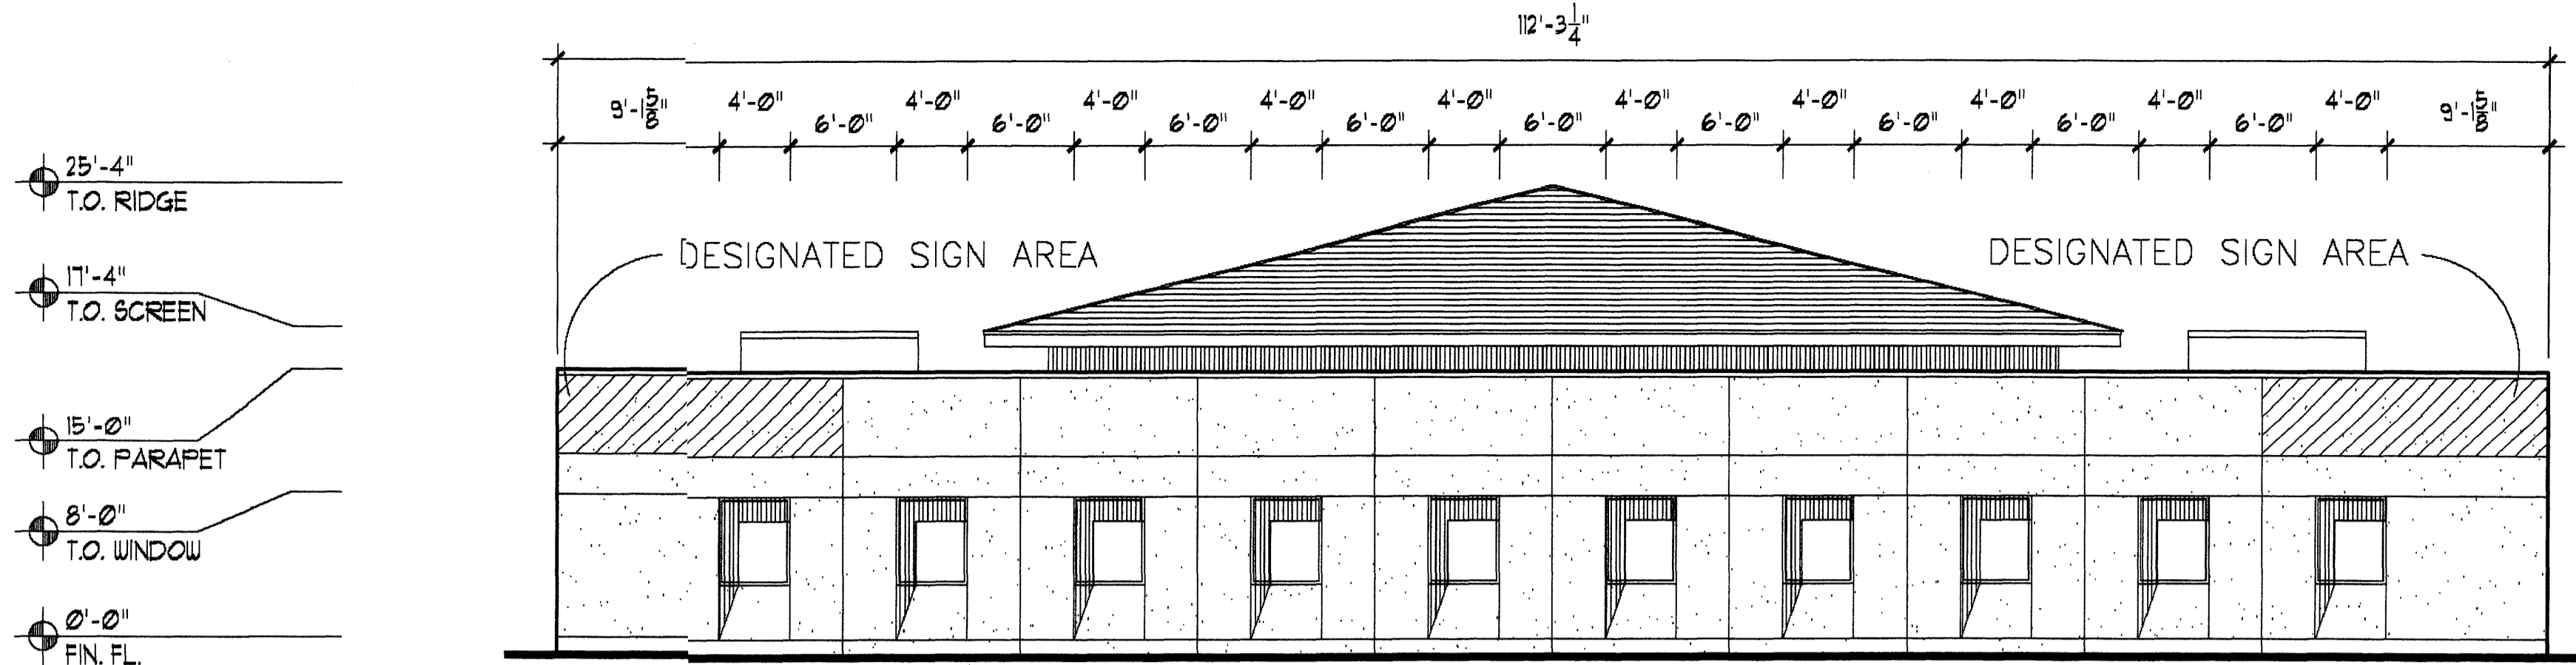 112'-3 1/4"
9'-1 5/8" 4'-0" 4'-0" 4'-0" 4'-0" 4'-0" 4'-0" 4'-0" 4'-0" 4'-0" 4'-0" 9'-1 5/8"
6'-0" 6'-0" 6'-0" 6'-0" 6'-0" 6'-0" 6'-0" 6'-0" 6'-0"
25'-4"
T.O. RIDGE
DESIGNATED SIGN AREA
DESIGNATED SIGN AREA
17'-4"
T.O. SCREEN
15'-0"
T.O. PARAPET
8'-0"
T.O. WINDOW
0'-0"
FIN. FL.